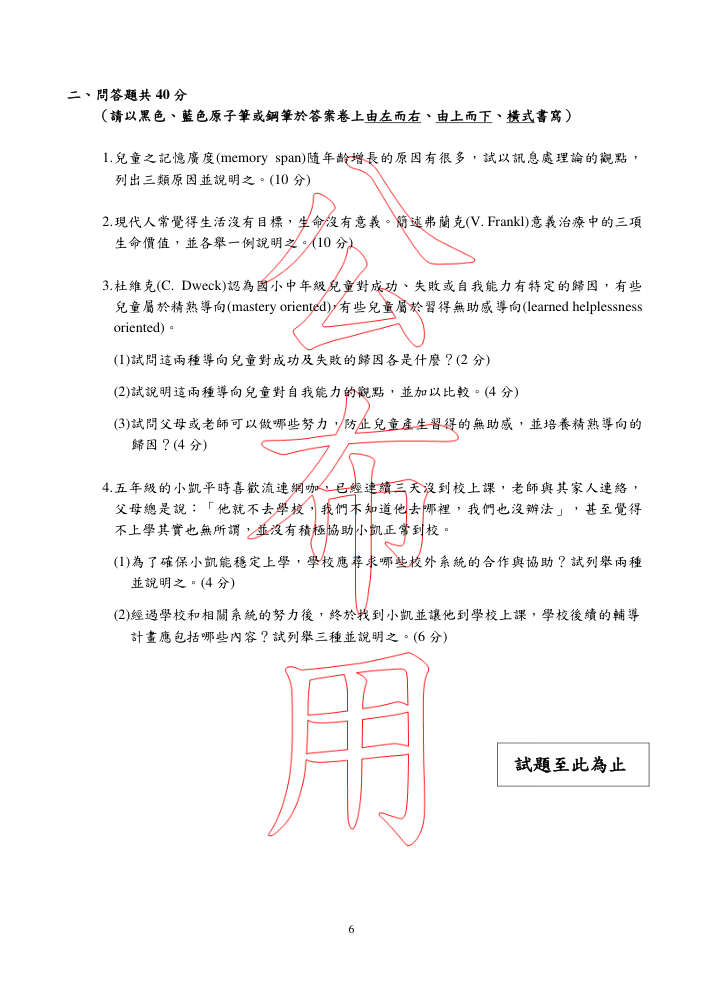 二、問答題共 40 分
（請以黑色、藍色原子筆或鋼筆於答案卷上由左而右、由上而下、橫式書寫）
1.兒童之記憶廣度(memory span)隨年齡增長的原因有很多，試以訊息處理論的觀點，
列出三類原因並說明之。(10 分)
2.現代人常覺得生活沒有目標，生命沒有意義。簡述弗蘭克(V. Frankl)意義治療中的三項
生命價值，並各舉一例說明之。(10 分)
3.杜維克(C. Dweck)認為國小中年級兒童對成功、失敗或自我能力有特定的歸因，有些
兒童屬於精熟導向(mastery oriented)，有些兒童屬於習得無助感導向(learned helplessness
oriented)。
(1)試問這兩種導向兒童對成功及失敗的歸因各是什麼？(2 分)
(2)試說明這兩種導向兒童對自我能力的觀點，並加以比較。(4 分)
(3)試問父母或老師可以做哪些努力，防止兒童產生習得的無助感，並培養精熟導向的
歸因？(4 分)
4.五年級的小凱平時喜歡流連網咖，已經連續三天沒到校上課，老師與其家人連絡，
父母總是說：「他就不去學校，我們不知道他去哪裡，我們也沒辦法」，甚至覺得
不上學其實也無所謂，並沒有積極協助小凱正常到校。
(1)為了確保小凱能穩定上學，學校應尋求哪些校外系統的合作與協助？試列舉兩種
並說明之。(4 分)
(2)經過學校和相關系統的努力後，終於找到小凱並讓他到學校上課，學校後續的輔導
計畫應包括哪些內容？試列舉三種並說明之。(6 分)
公
布
用
試題至此為止
6